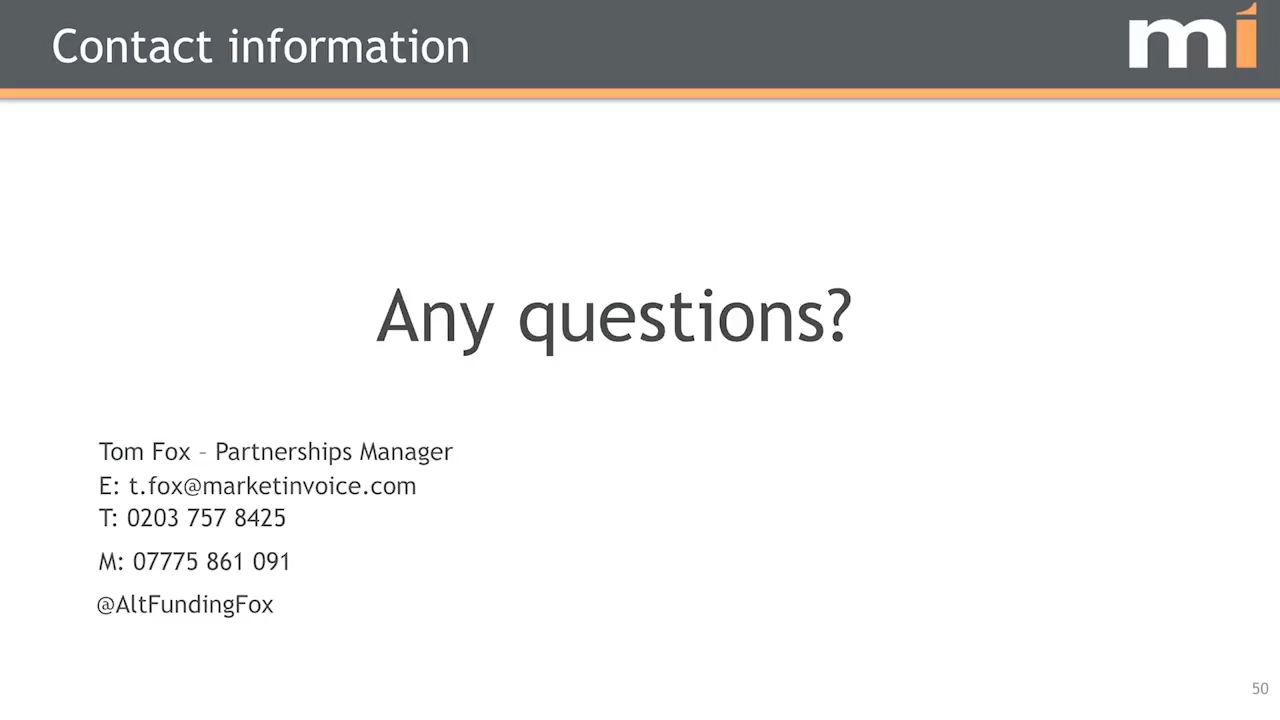 Contact information
mi
Any questions?
Tom Fox – Partnerships Manager
E: t.fox@marketinvoice.com
T: 0203 757 8425
M: 07775 861 091
@AltFundingFox
50